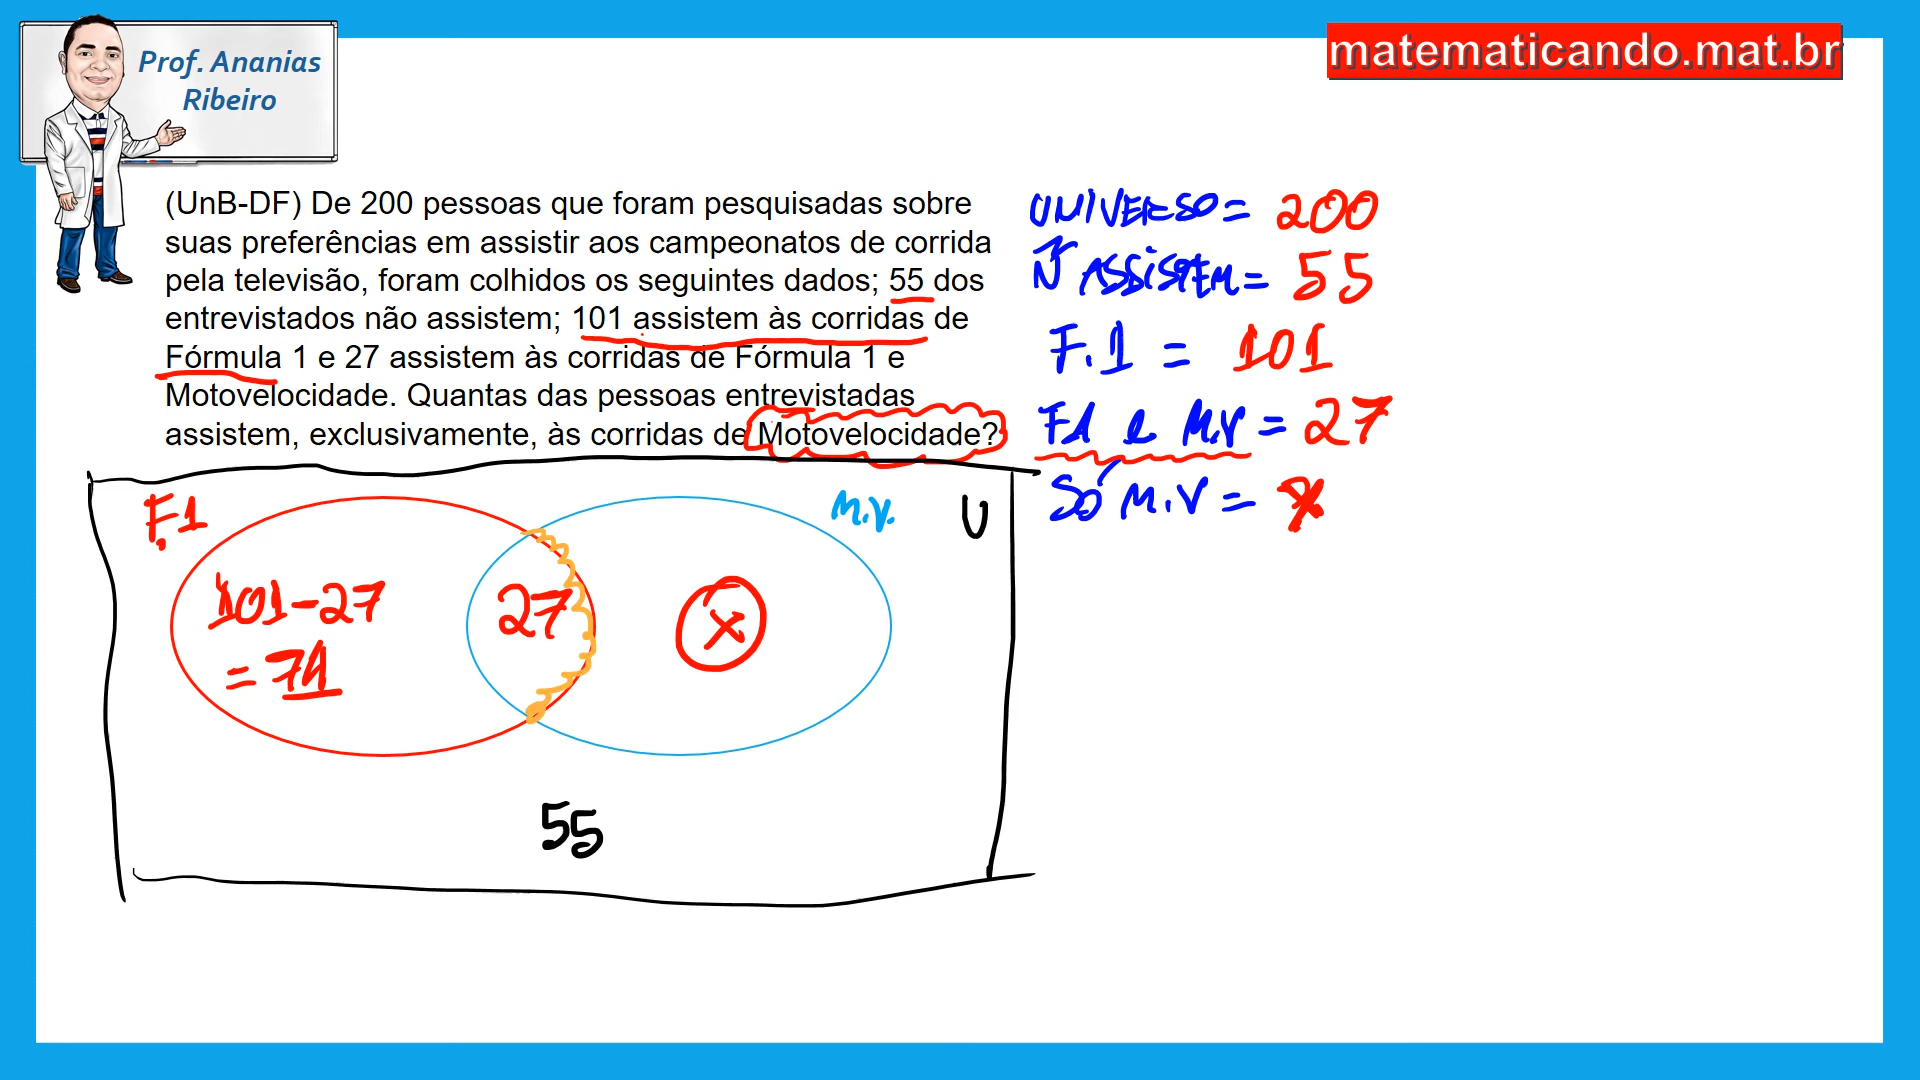 Prof. Ananias
Ribeiro
matematicando.mat.br
(UnB-DF) De 200 pessoas que foram pesquisadas sobre
suas preferências em assistir aos campeonatos de corrida
pela televisão, foram colhidos os seguintes dados; 55 dos
entrevistados não assistem; 101 assistem às corridas de
Fórmula 1 e 27 assistem às corridas de Fórmula 1 e
Motovelocidade. Quantas das pessoas entrevistadas
assistem, exclusivamente, às corridas de Motovelocidade?
UNIVERSO = 200
Ñ ASSISTEM = 55
F.1 = 101
F1 e M.V = 27
SÓ M.V = X
F.1
M.V.
U
101-27
= 74
27
X
55